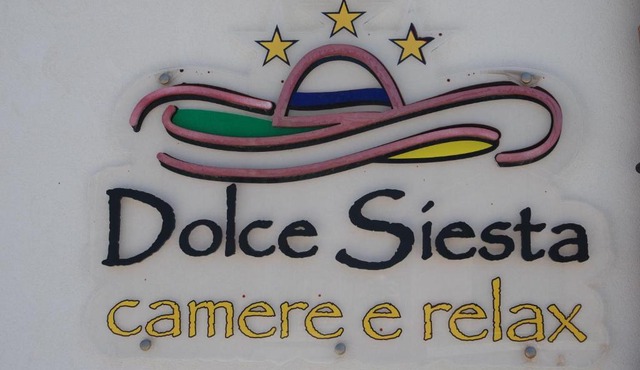 Dolce Siesta
camere e relax